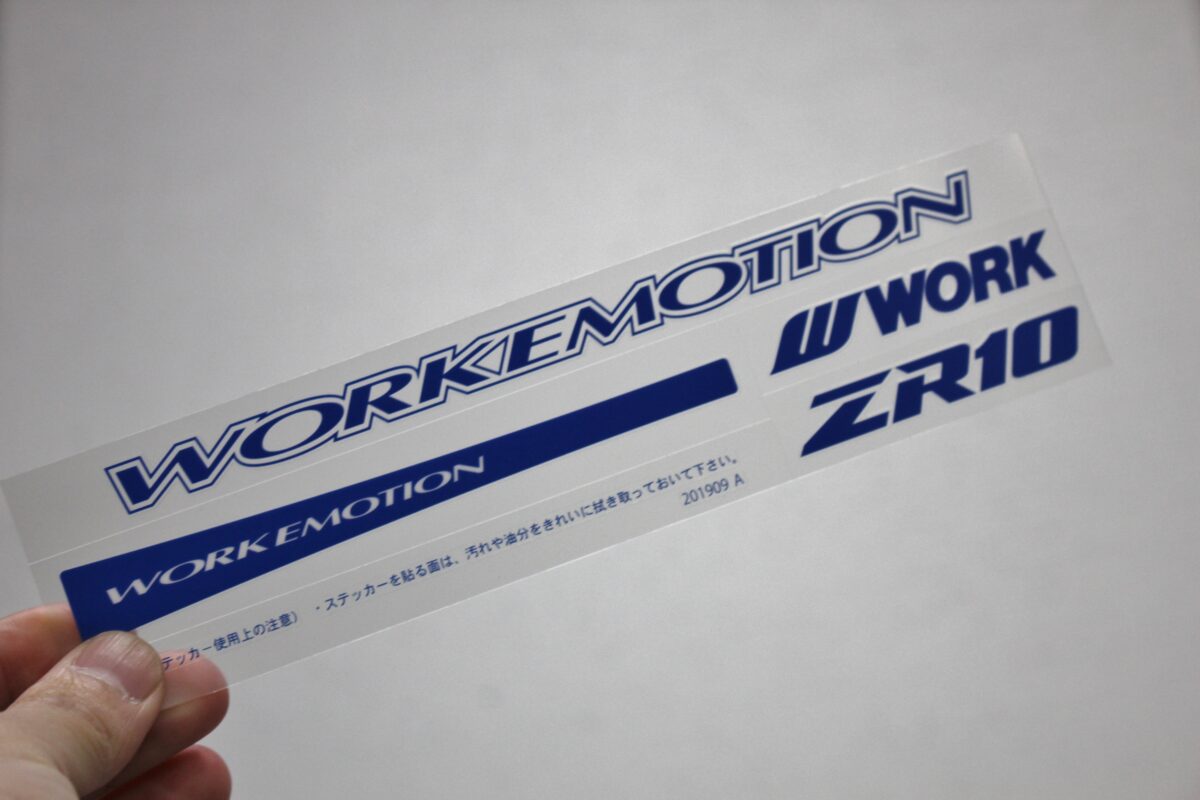 WORKEMOTION
WORK
ZR10
WORK EMOTION
テッカー使用上の注意） ・ステッカーを貼る面は、汚れや油分をきれいに拭き取っておいて下さい。
201909 A